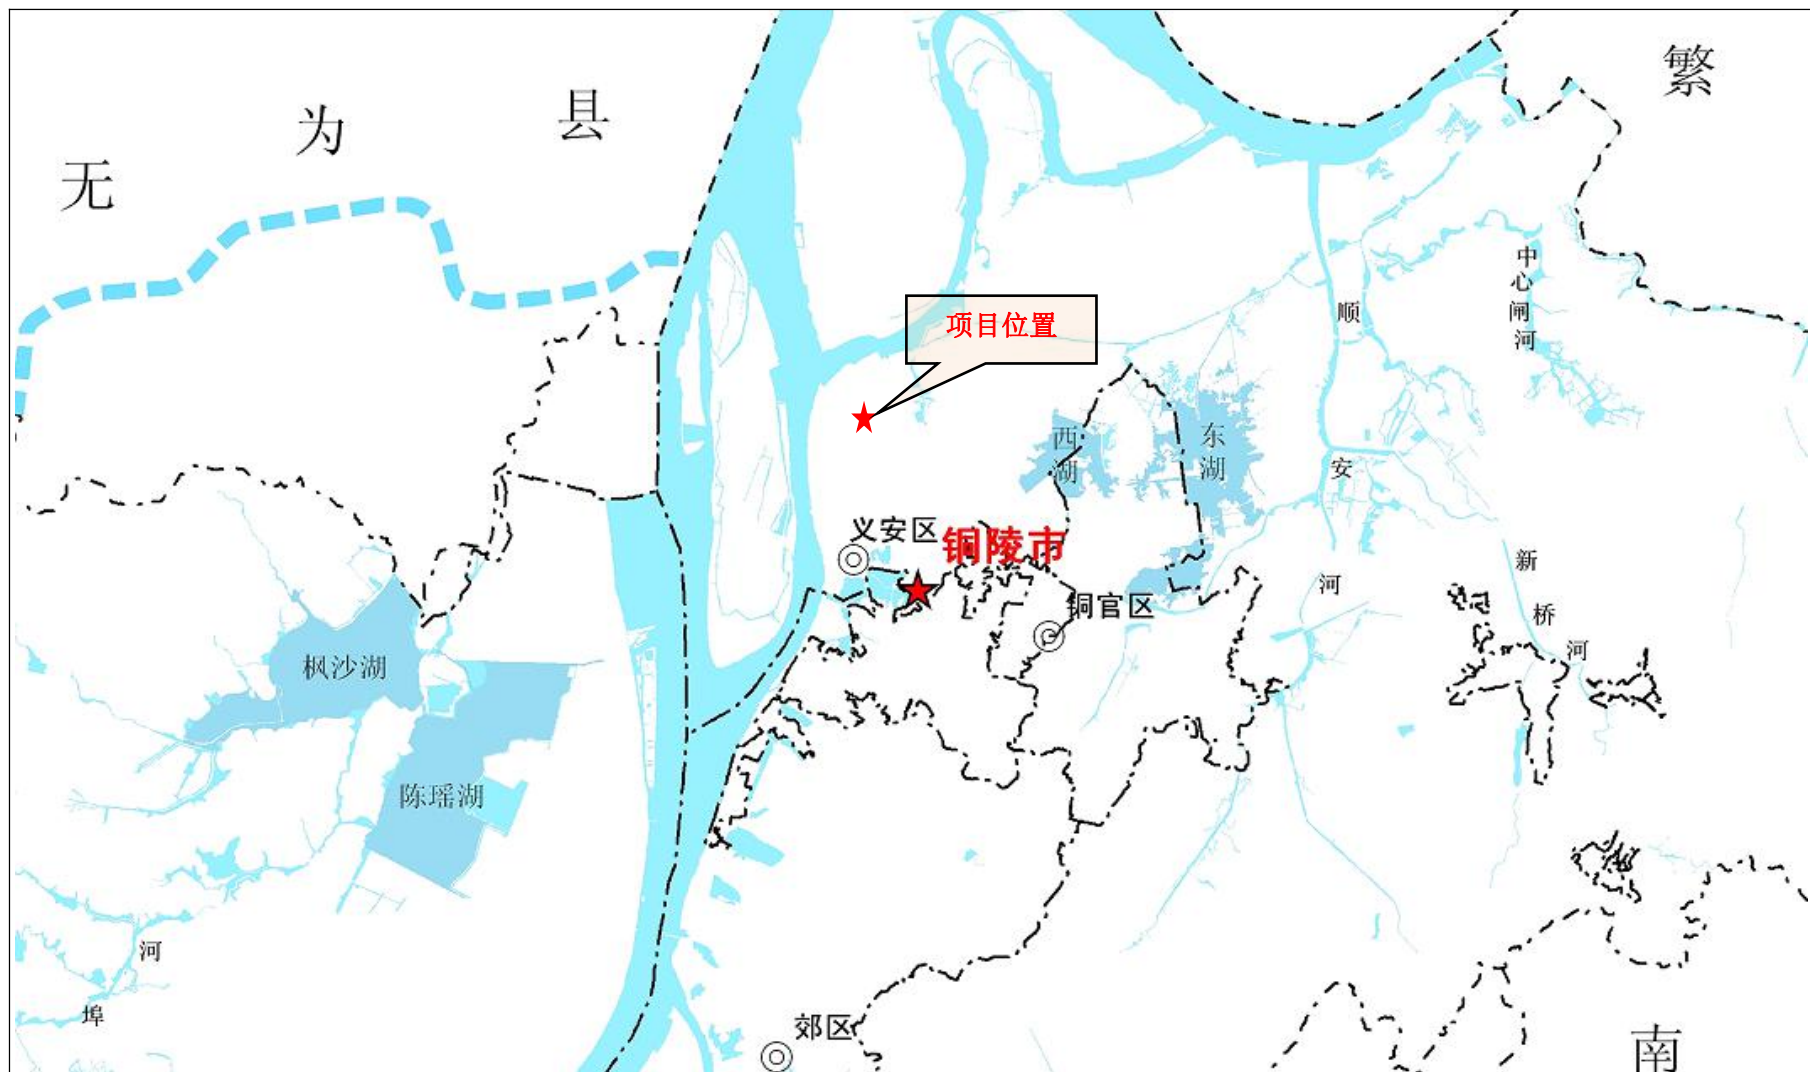 无为县
繁
项目位置
中心闸河
顺安河
西湖
东湖
义安区
铜陵市
铜官区
新桥河
枫沙湖
陈瑶湖
河埠
郊区
南